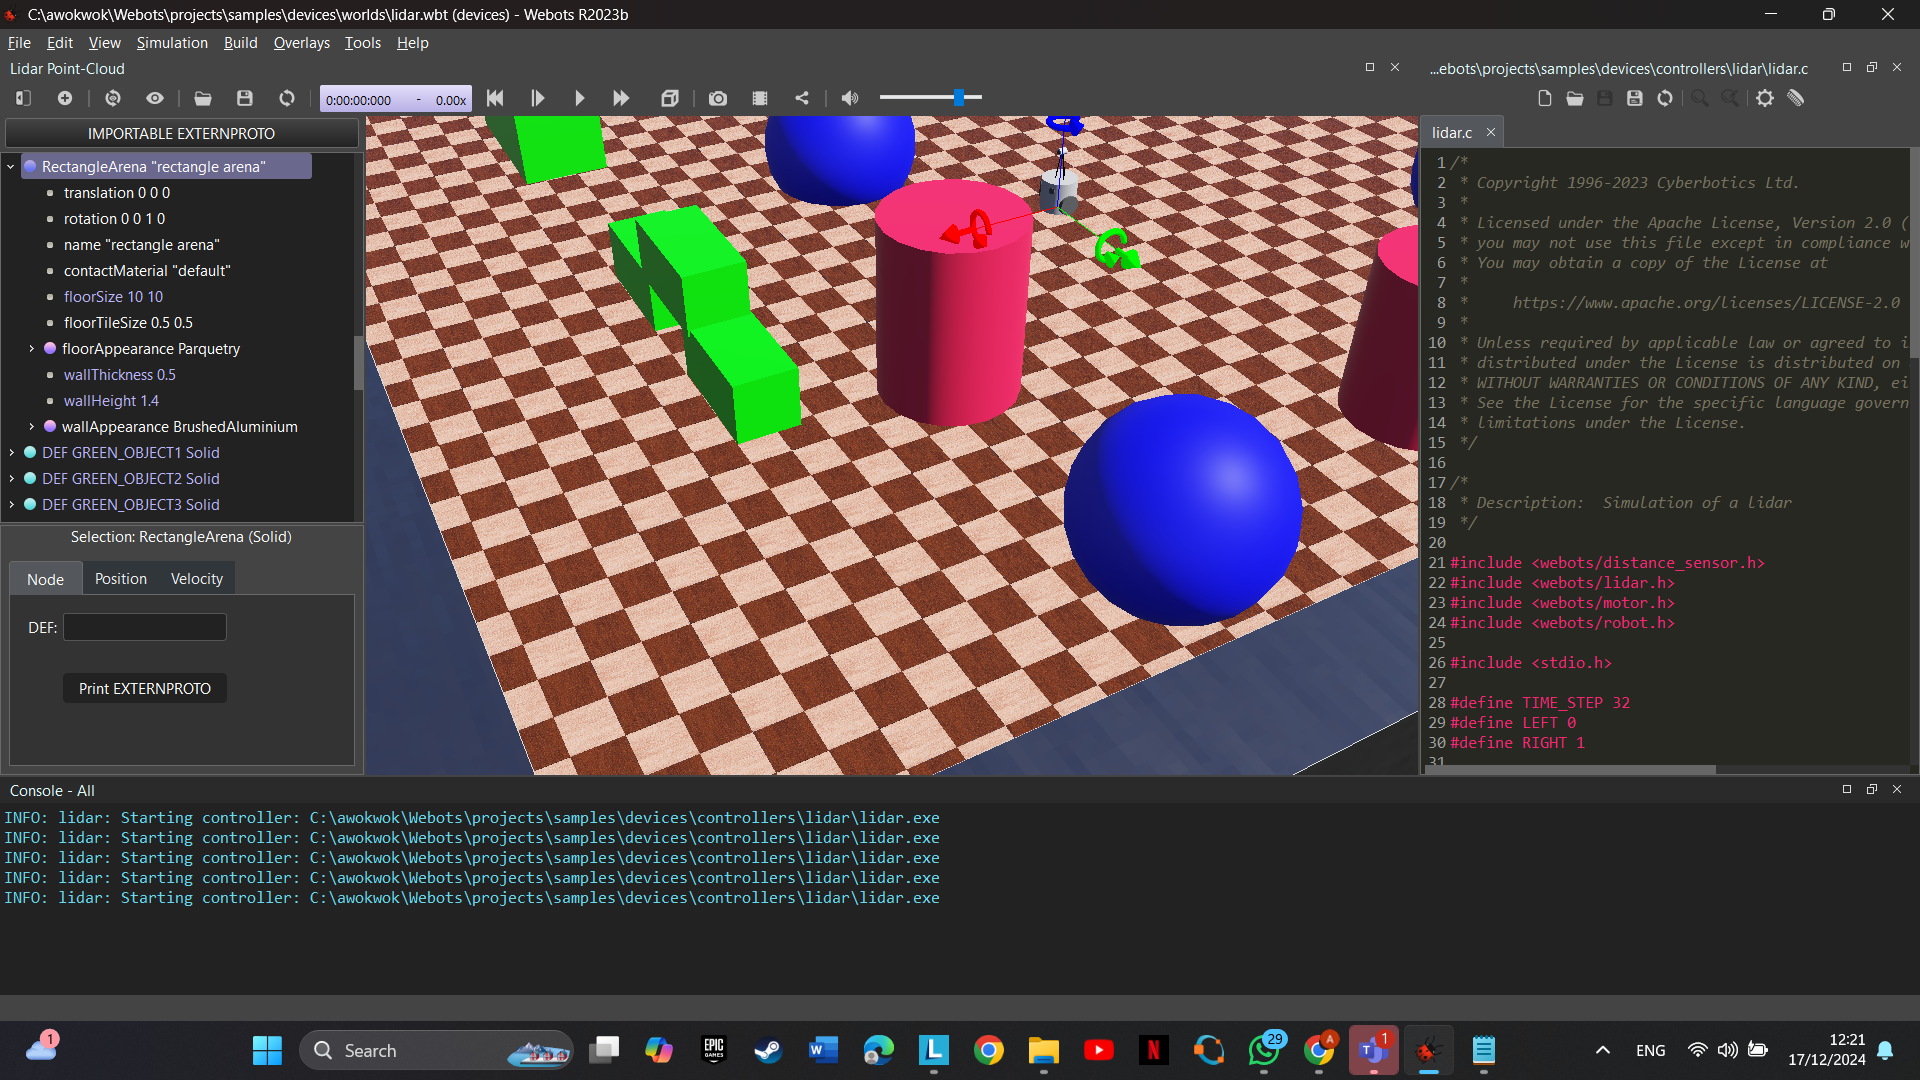 C:\awokwok\Webots\projects\samples\devices\worlds\lidar.wbt (devices) - Webots R2023b
File Edit View Simulation Build Overlays Tools Help
Lidar Point-Cloud
...ebots\projects\samples\devices\controllers\lidar\lidar.c
0:00:00:000 - 0.00x
IMPORTABLE EXTERNPROTO
RectangleArena "rectangle arena"
translation 0 0 0
rotation 0 0 1 0
name "rectangle arena"
contactMaterial "default"
floorSize 10 10
floorTileSize 0.5 0.5
floorAppearance Parquetry
wallThickness 0.5
wallHeight 1.4
wallAppearance BrushedAluminium
DEF GREEN_OBJECT1 Solid
DEF GREEN_OBJECT2 Solid
DEF GREEN_OBJECT3 Solid
Selection: RectangleArena (Solid)
Node Position Velocity
DEF:
Print EXTERNPROTO
lidar.c
1 /*
2 * Copyright 1996-2023 Cyberbotics Ltd.
3 *
4 * Licensed under the Apache License, Version 2.0 (
5 * you may not use this file except in compliance w
6 * You may obtain a copy of the License at
7 *
8 * https://www.apache.org/licenses/LICENSE-2.0
9 *
10 * Unless required by applicable law or agreed to i
11 * distributed under the License is distributed on
12 * WITHOUT WARRANTIES OR CONDITIONS OF ANY KIND, ei
13 * See the License for the specific language govern
14 * limitations under the License.
15 */
16
17 /*
18 * Description:  Simulation of a lidar
19 */
20
21 #include <webots/distance_sensor.h>
22 #include <webots/lidar.h>
23 #include <webots/motor.h>
24 #include <webots/robot.h>
25
26 #include <stdio.h>
27
28 #define TIME_STEP 32
29 #define LEFT 0
30 #define RIGHT 1
31
Console - All
INFO: lidar: Starting controller: C:\awokwok\Webots\projects\samples\devices\controllers\lidar\lidar.exe
INFO: lidar: Starting controller: C:\awokwok\Webots\projects\samples\devices\controllers\lidar\lidar.exe
INFO: lidar: Starting controller: C:\awokwok\Webots\projects\samples\devices\controllers\lidar\lidar.exe
INFO: lidar: Starting controller: C:\awokwok\Webots\projects\samples\devices\controllers\lidar\lidar.exe
INFO: lidar: Starting controller: C:\awokwok\Webots\projects\samples\devices\controllers\lidar\lidar.exe
1
Search
EPIC GAMES
W
L
N
29
A
T
1
ENG
12:21
17/12/2024